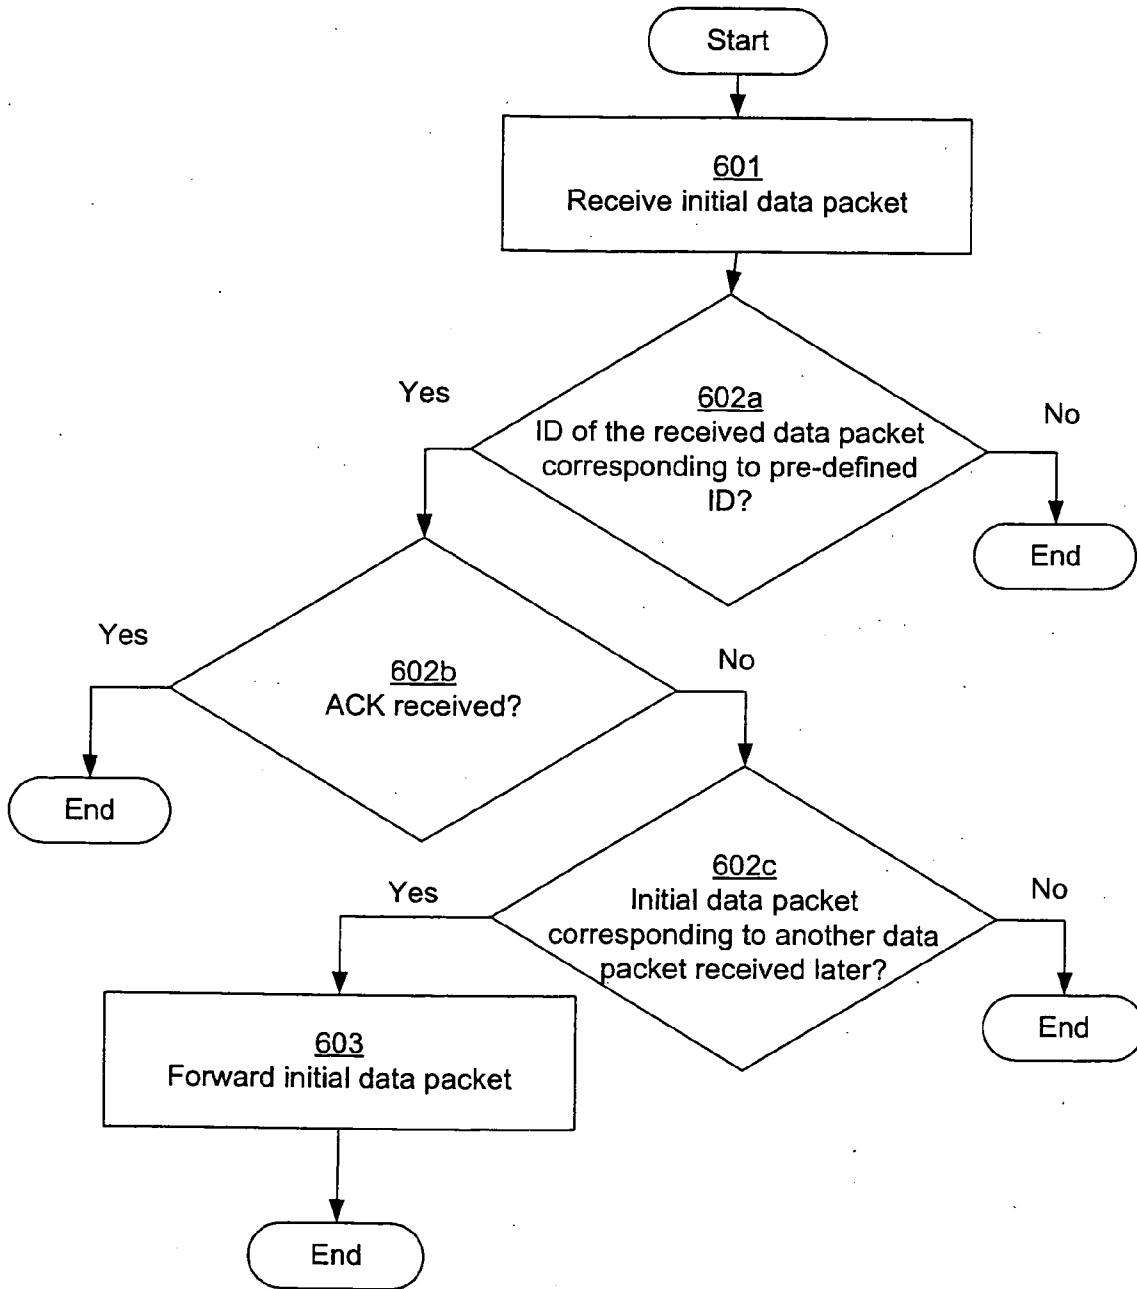 Start
601
Receive initial data packet
Yes
602a
ID of the received data packet
corresponding to pre-defined
ID?
No
End
Yes
602b
ACK received?
No
End
Yes
602c
Initial data packet
corresponding to another data
packet received later?
No
End
603
Forward initial data packet
End